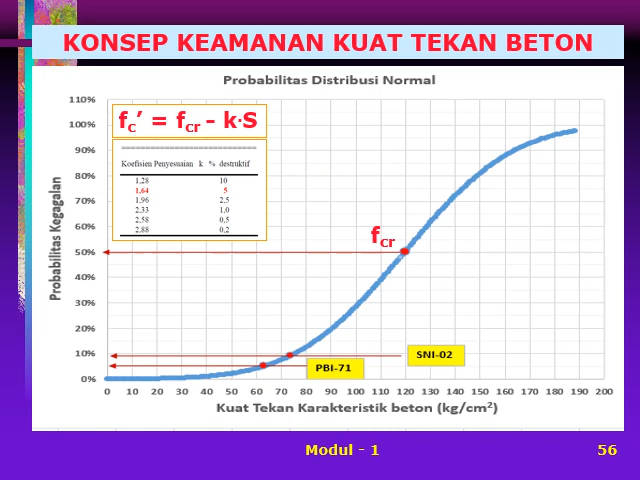 KONSEP KEAMANAN KUAT TEKAN BETON
Probabilitas Distribusi Normal
fc’ = fcr - k.S
Koefisien Penyesuaian k % destruktif
1,28 10
1,64 5
1.96 2,5
2,33 1,0
2,58 0,5
2,88 0,2
Probabilitas Kegagalan
110%
100%
90%
80%
70%
60%
50%
40%
30%
20%
10%
0%
fcr
SNI-02
PBI-71
0 10 20 30 40 50 60 70 80 90 100 110 120 130 140 150 160 170 180 190 200
Kuat Tekan Karakteristik beton (kg/cm²)
Modul - 1
56